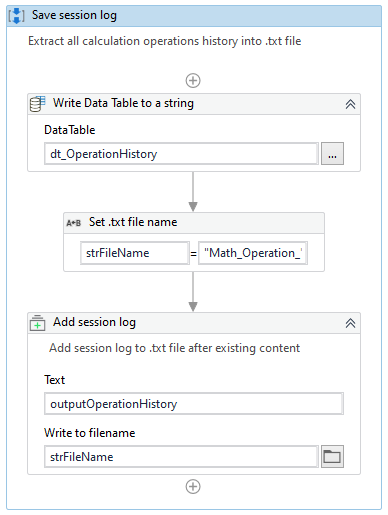 Save session log
Extract all calculation operations history into .txt file
Write Data Table to a string
DataTable
dt_OperationHistory
...
A+B Set .txt file name
strFileName = "Math_Operation_'
Add session log
Add session log to .txt file after existing content
Text
outputOperationHistory
Write to filename
strFileName